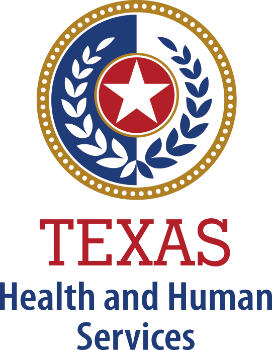 TEXAS
Health and Human
Services